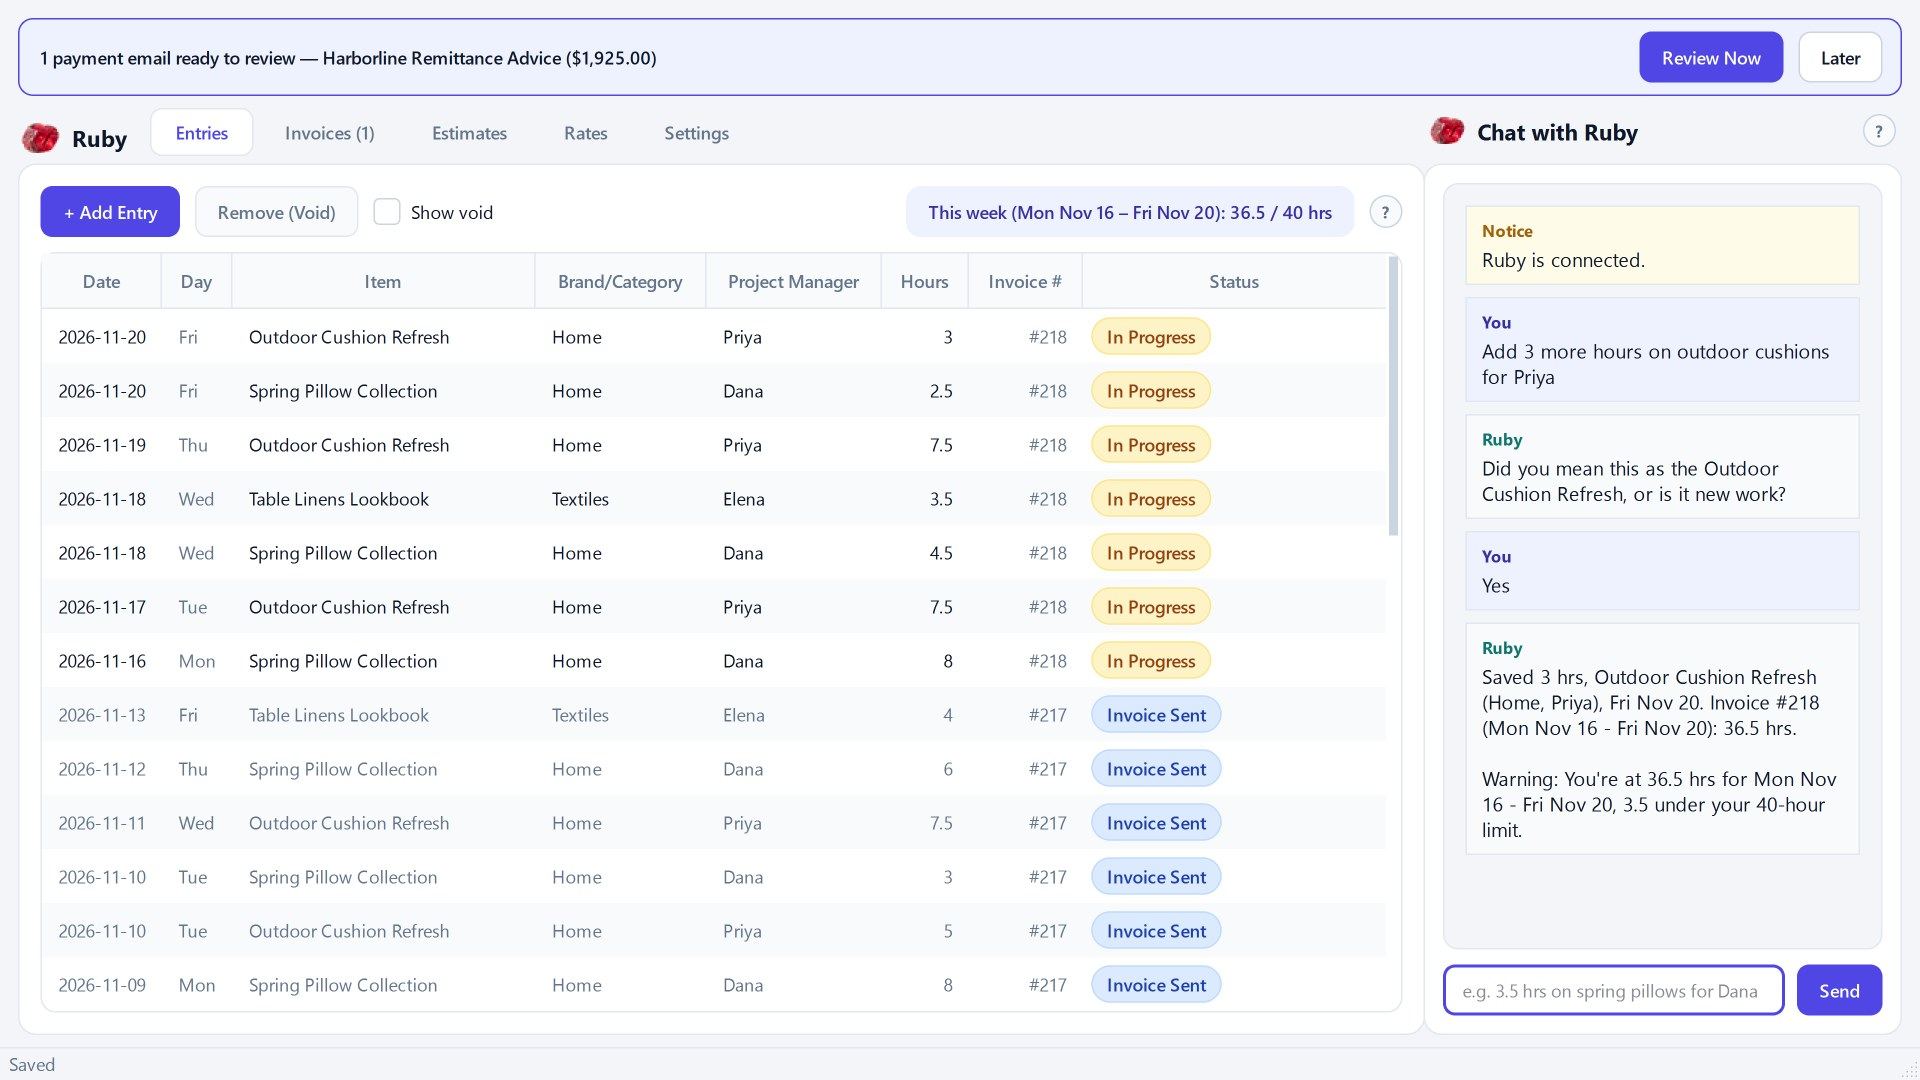 1 payment email ready to review — Harborline Remittance Advice ($1,925.00)
Review Now
Later
Ruby
Entries
Invoices (1)
Estimates
Rates
Settings
Chat with Ruby
?
+ Add Entry
Remove (Void)
Show void
This week (Mon Nov 16 – Fri Nov 20): 36.5 / 40 hrs
?
Date Day Item Brand/Category Project Manager Hours Invoice # Status
2026-11-20 Fri Outdoor Cushion Refresh Home Priya 3 #218 In Progress
2026-11-20 Fri Spring Pillow Collection Home Dana 2.5 #218 In Progress
2026-11-19 Thu Outdoor Cushion Refresh Home Priya 7.5 #218 In Progress
2026-11-18 Wed Table Linens Lookbook Textiles Elena 3.5 #218 In Progress
2026-11-18 Wed Spring Pillow Collection Home Dana 4.5 #218 In Progress
2026-11-17 Tue Outdoor Cushion Refresh Home Priya 7.5 #218 In Progress
2026-11-16 Mon Spring Pillow Collection Home Dana 8 #218 In Progress
2026-11-13 Fri Table Linens Lookbook Textiles Elena 4 #217 Invoice Sent
2026-11-12 Thu Spring Pillow Collection Home Dana 6 #217 Invoice Sent
2026-11-11 Wed Outdoor Cushion Refresh Home Priya 7.5 #217 Invoice Sent
2026-11-10 Tue Spring Pillow Collection Home Dana 3 #217 Invoice Sent
2026-11-10 Tue Outdoor Cushion Refresh Home Priya 5 #217 Invoice Sent
2026-11-09 Mon Spring Pillow Collection Home Dana 8 #217 Invoice Sent
Notice
Ruby is connected.
You
Add 3 more hours on outdoor cushions
for Priya
Ruby
Did you mean this as the Outdoor
Cushion Refresh, or is it new work?
You
Yes
Ruby
Saved 3 hrs, Outdoor Cushion Refresh
(Home, Priya), Fri Nov 20. Invoice #218
(Mon Nov 16 - Fri Nov 20): 36.5 hrs.
Warning: You're at 36.5 hrs for Mon Nov
16 - Fri Nov 20, 3.5 under your 40-hour
limit.
e.g. 3.5 hrs on spring pillows for Dana
Send
Saved